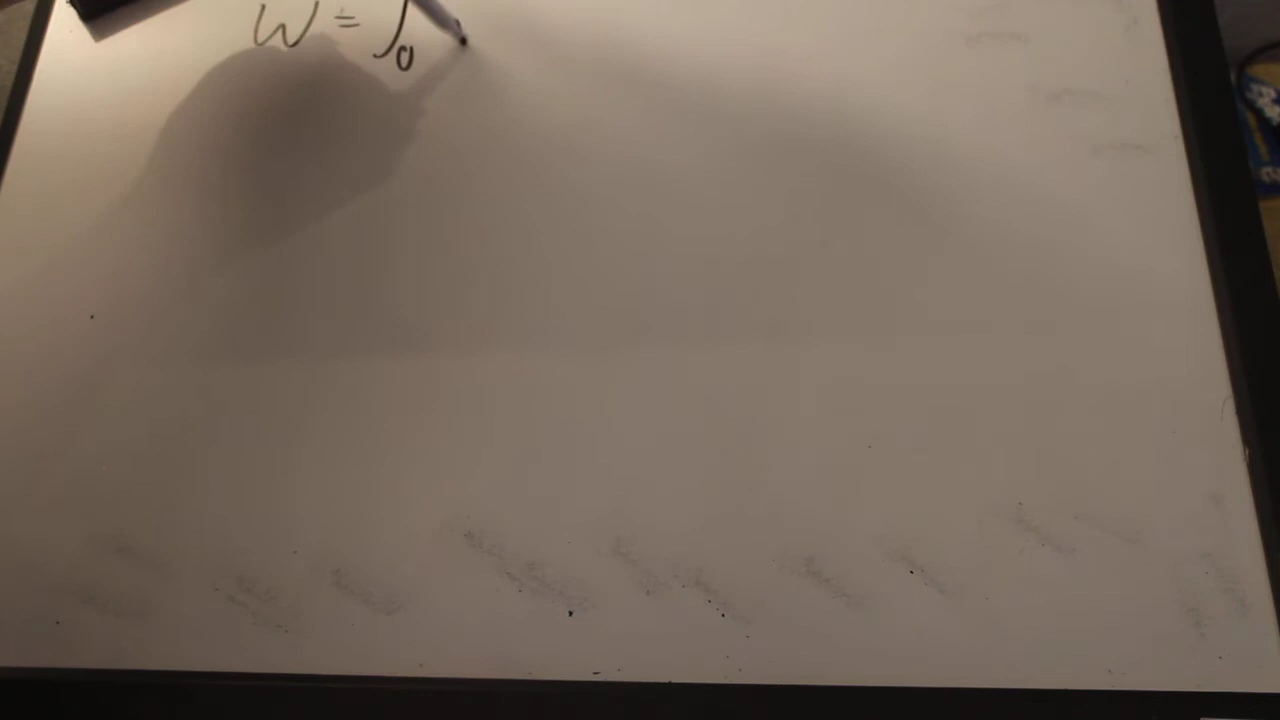 W = ∫₀